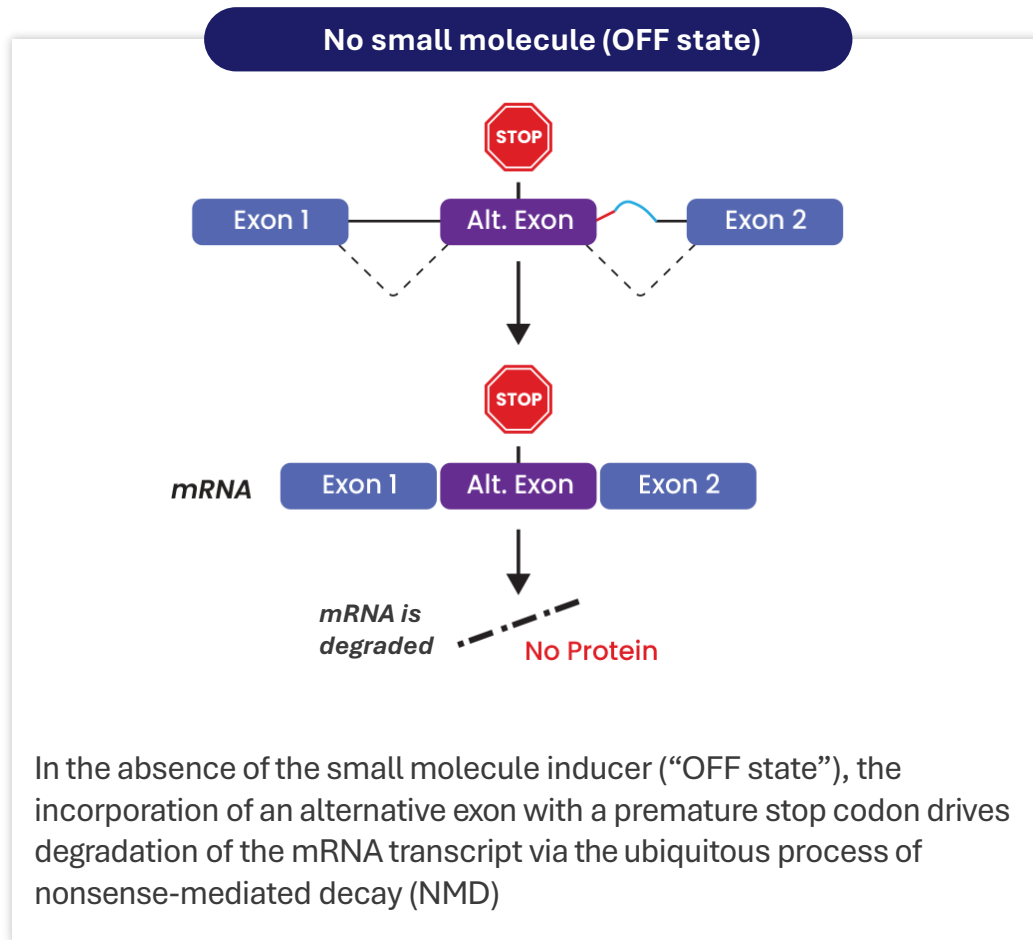 No small molecule (OFF state)
STOP
Exon 1
Alt. Exon
Exon 2
STOP
mRNA
Exon 1
Alt. Exon
Exon 2
mRNA is
degraded
No Protein
In the absence of the small molecule inducer (“OFF state”), the
incorporation of an alternative exon with a premature stop codon drives
degradation of the mRNA transcript via the ubiquitous process of
nonsense-mediated decay (NMD)